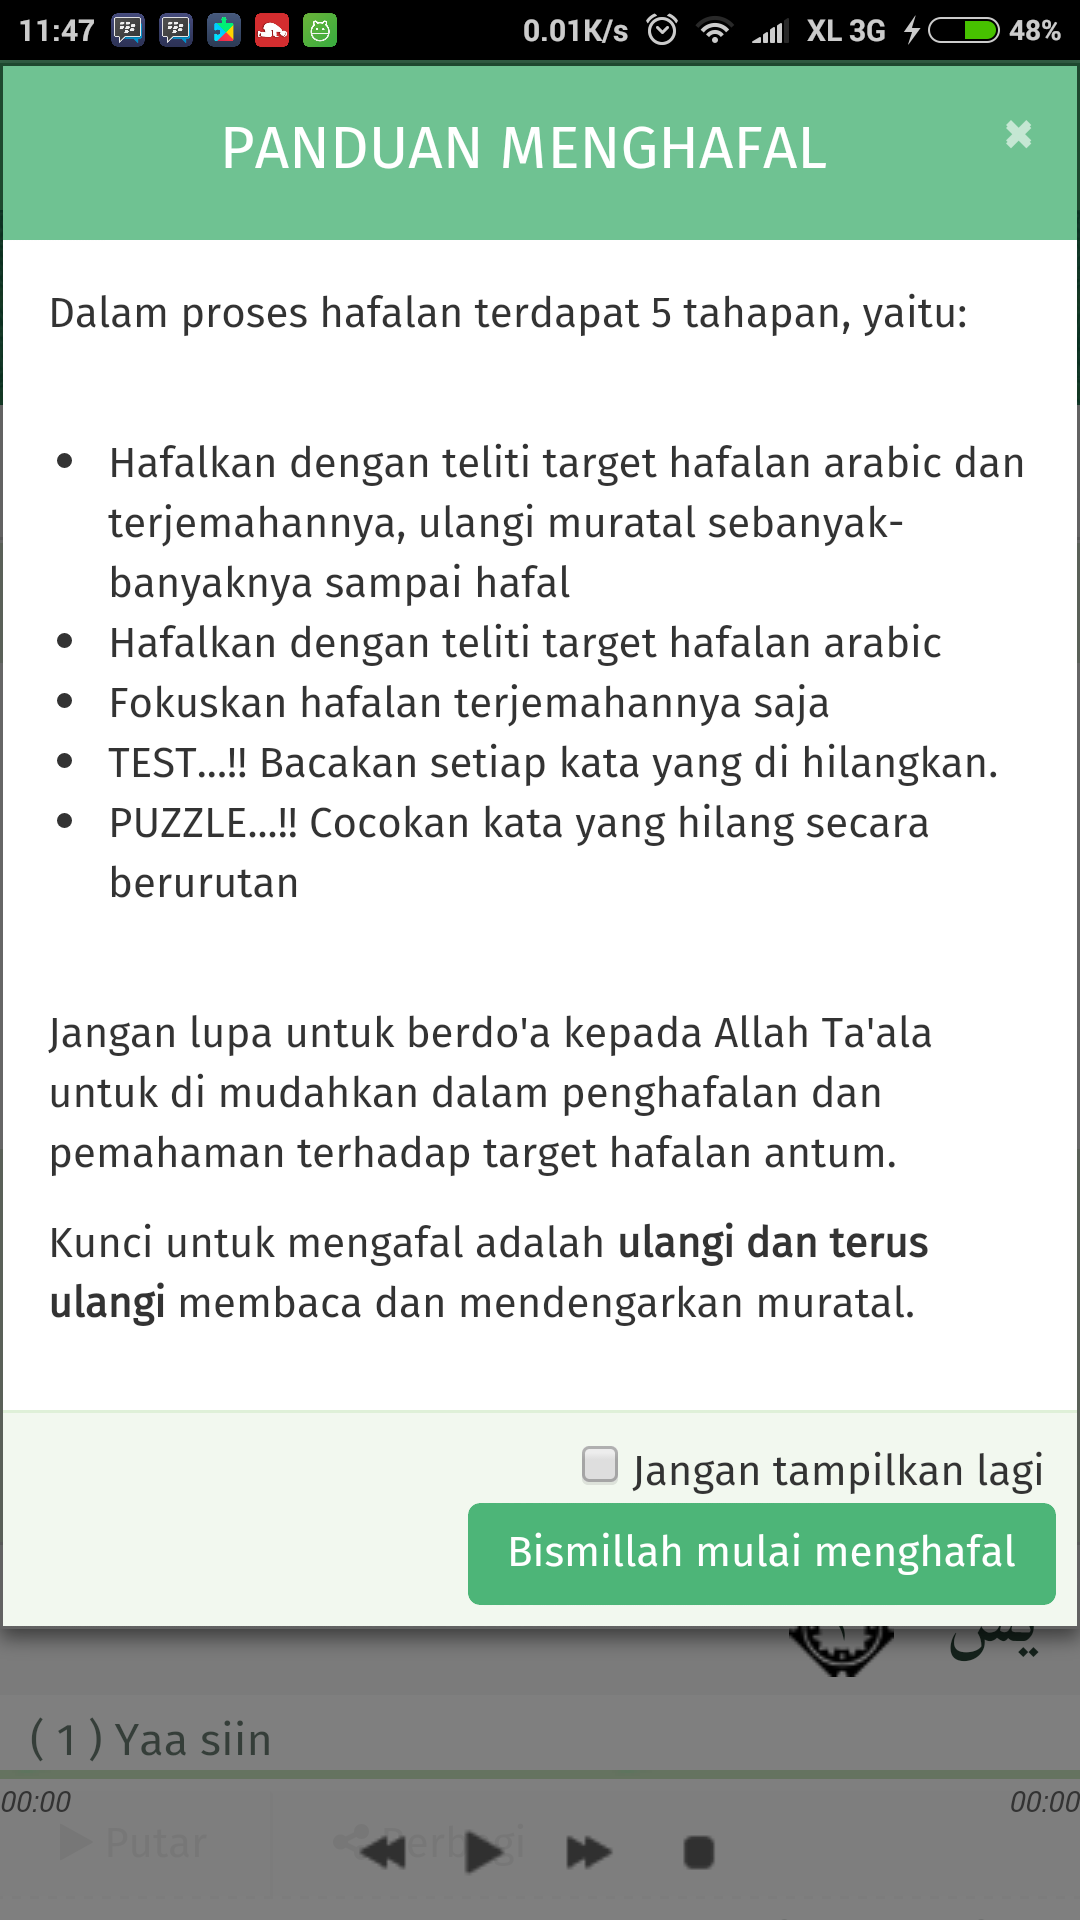 11:47 0.01K/s XL 3G 48%
PANDUAN MENGHAFAL
Dalam proses hafalan terdapat 5 tahapan, yaitu:
• Hafalkan dengan teliti target hafalan arabic dan
terjemahannya, ulangi muratal sebanyak-
banyaknya sampai hafal
• Hafalkan dengan teliti target hafalan arabic
• Fokuskan hafalan terjemahannya saja
• TEST...!! Bacakan setiap kata yang di hilangkan.
• PUZZLE...!! Cocokan kata yang hilang secara
berurutan
Jangan lupa untuk berdo'a kepada Allah Ta'ala
untuk di mudahkan dalam penghafalan dan
pemahaman terhadap target hafalan antum.
Kunci untuk mengafal adalah ulangi dan terus
ulangi membaca dan mendengarkan muratal.
Jangan tampilkan lagi
Bismillah mulai menghafal
( 1 ) Yaa siin
00:00 00:00
Putar Berbagi